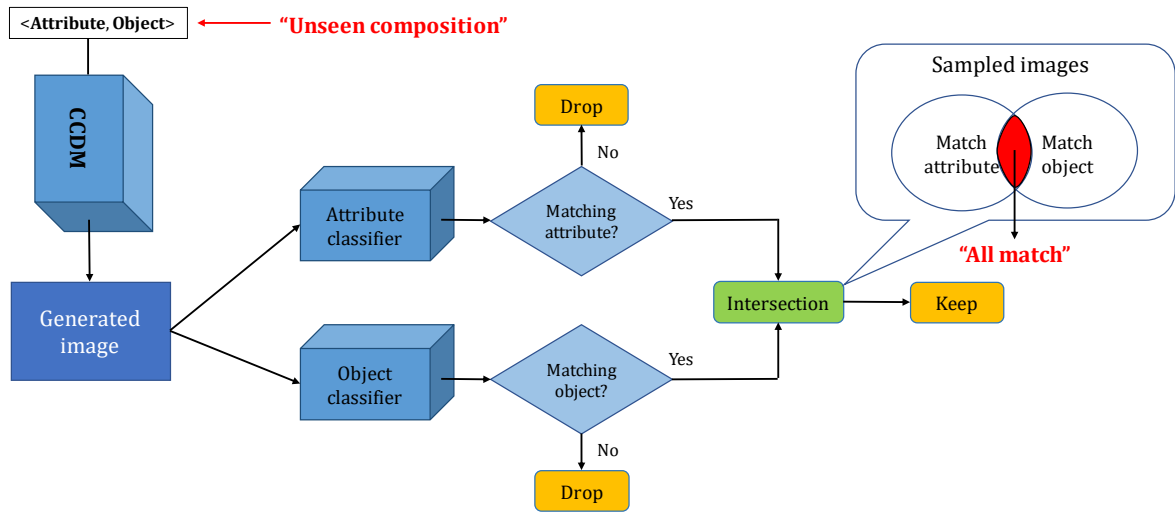 <Attribute, Object>
“Unseen composition”
CCDM
Generated
image
Attribute
classifier
Object
classifier
Drop
No
Matching
attribute?
Yes
Matching
object?
Yes
No
Drop
Intersection
Keep
Sampled images
Match
attribute
Match
object
“All match”